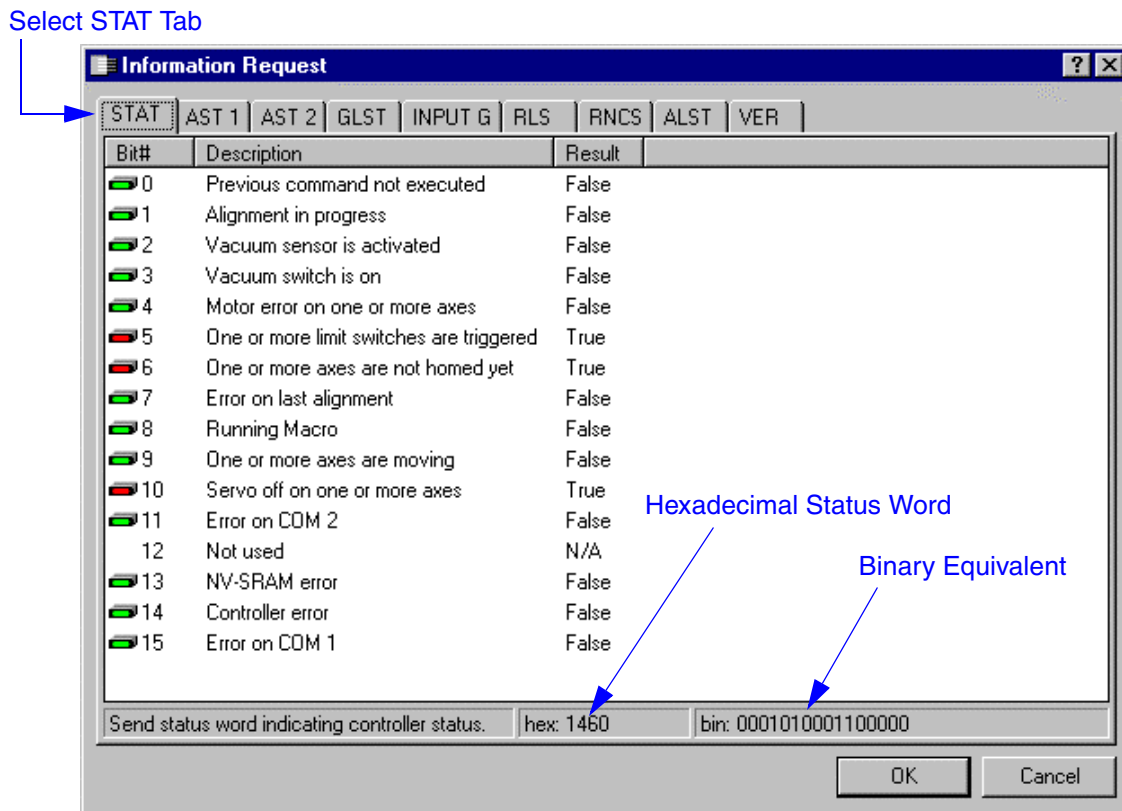 Select STAT Tab
Information Request
STAT AST 1 AST 2 GLST INPUT G RLS RNCS ALST VER
Bit# Description Result
0 Previous command not executed False
1 Alignment in progress False
2 Vacuum sensor is activated False
3 Vacuum switch is on False
4 Motor error on one or more axes False
5 One or more limit switches are triggered True
6 One or more axes are not homed yet True
7 Error on last alignment False
8 Running Macro False
9 One or more axes are moving False
10 Servo off on one or more axes True
Hexadecimal Status Word
11 Error on COM 2 False
12 Not used N/A
Binary Equivalent
13 NV-SRAM error False
14 Controller error False
15 Error on COM 1 False
Send status word indicating controller status. hex: 1460 bin: 0001010001100000
OK Cancel